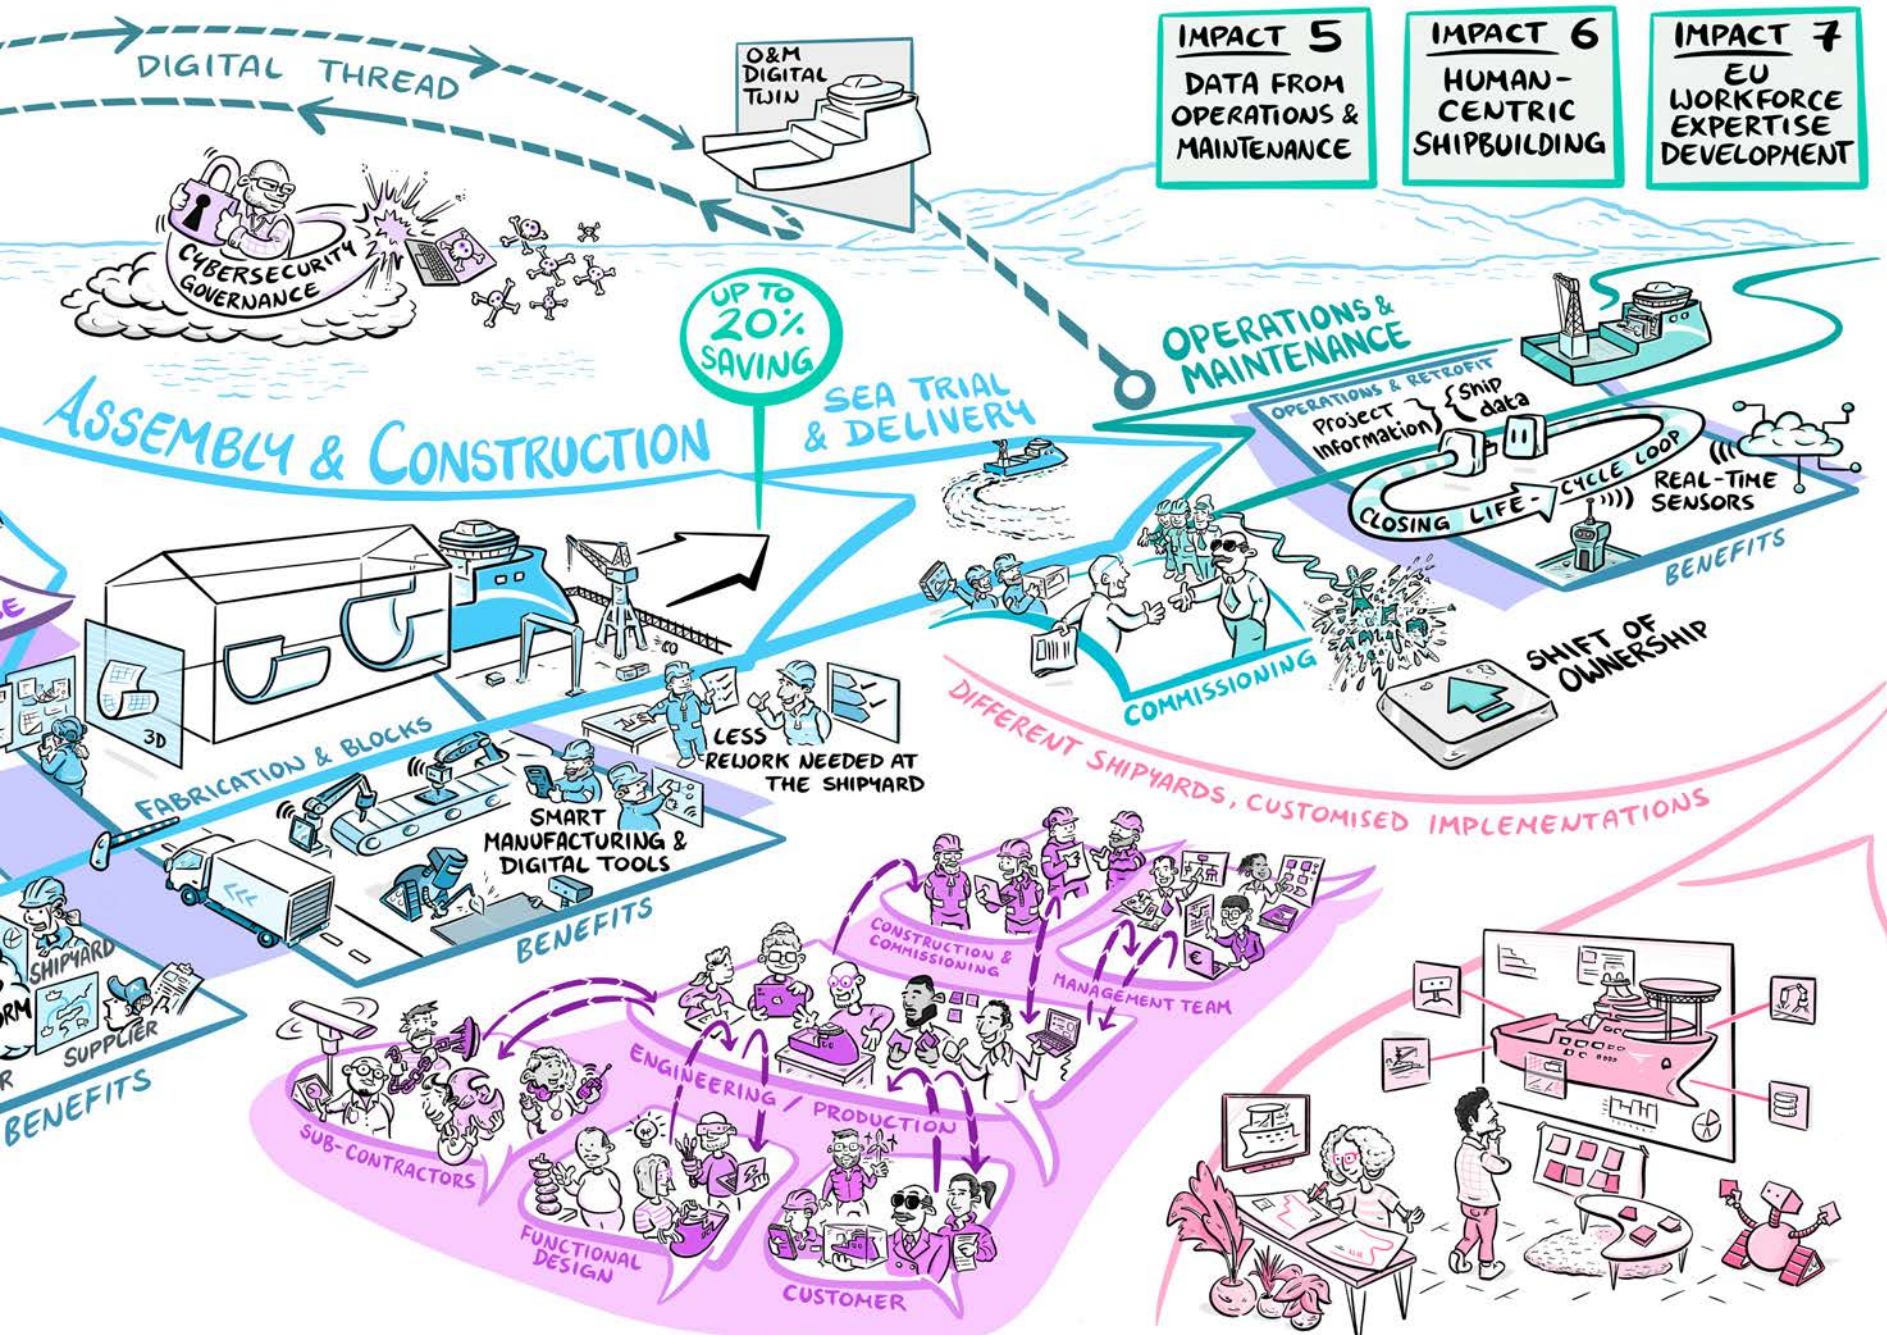 DIGITAL THREAD
O&M
DIGITAL
TWIN
IMPACT 5
DATA FROM
OPERATIONS &
MAINTENANCE
IMPACT 6
HUMAN-
CENTRIC
SHIPBUILDING
IMPACT 7
EU
WORKFORCE
EXPERTISE
DEVELOPMENT
CYBERSECURITY
GOVERNANCE
UP TO
20%
SAVING
ASSEMBLY & CONSTRUCTION
SEA TRIAL
& DELIVERY
OPERATIONS &
MAINTENANCE
OPERATIONS & RETROFIT
Project
information
Ship
data
CLOSING LIFE-CYCLE LOOP
REAL-TIME
SENSORS
BENEFITS
COMMISSIONING
SHIFT OF
OWNERSHIP
3D
FABRICATION & BLOCKS
LESS
REWORK NEEDED AT
THE SHIPYARD
SMART
MANUFACTURING &
DIGITAL TOOLS
BENEFITS
DIFFERENT SHIPYARDS, CUSTOMISED IMPLEMENTATIONS
SHIPYARD
SUPPLIER
BENEFITS
CONSTRUCTION &
COMMISSIONING
MANAGEMENT TEAM
€
ENGINEERING / PRODUCTION
SUB-CONTRACTORS
FUNCTIONAL
DESIGN
CUSTOMER